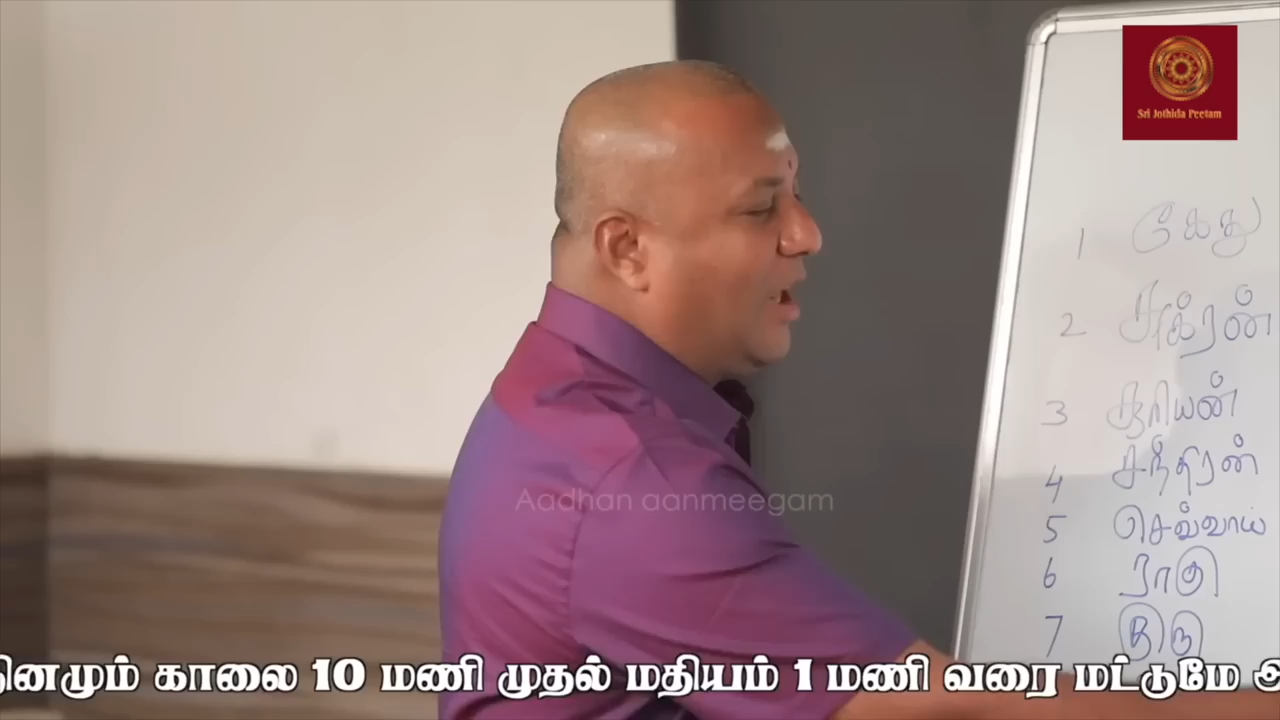 Sri Jothida Peetam
1 கேது
2 சுக்ரன்
3 சூரியன்
4 சந்திரன்
5 செவ்வாய்
6 ராகு
7 குரு
Aadhan aanmeegam
தினமும் காலை 10 மணி முதல் மதியம் 1 மணி வரை மட்டுமே